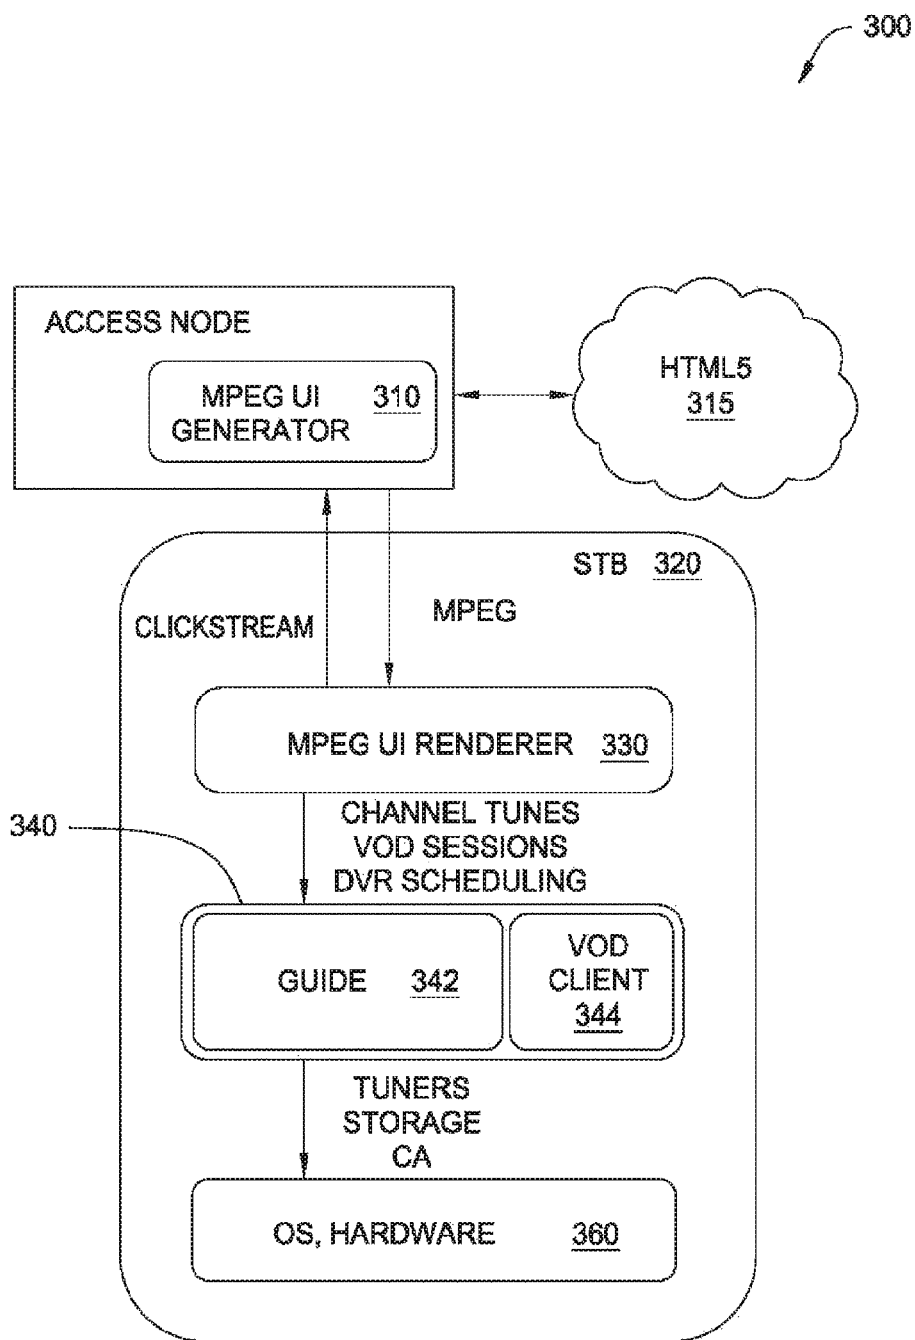 300
ACCESS NODE
MPEG UI 310
GENERATOR
HTML5
315
STB 320
MPEG
CLICKSTREAM
MPEG UI RENDERER 330
340
CHANNEL TUNES
VOD SESSIONS
DVR SCHEDULING
GUIDE 342
VOD
CLIENT
344
TUNERS
STORAGE
CA
OS, HARDWARE 360